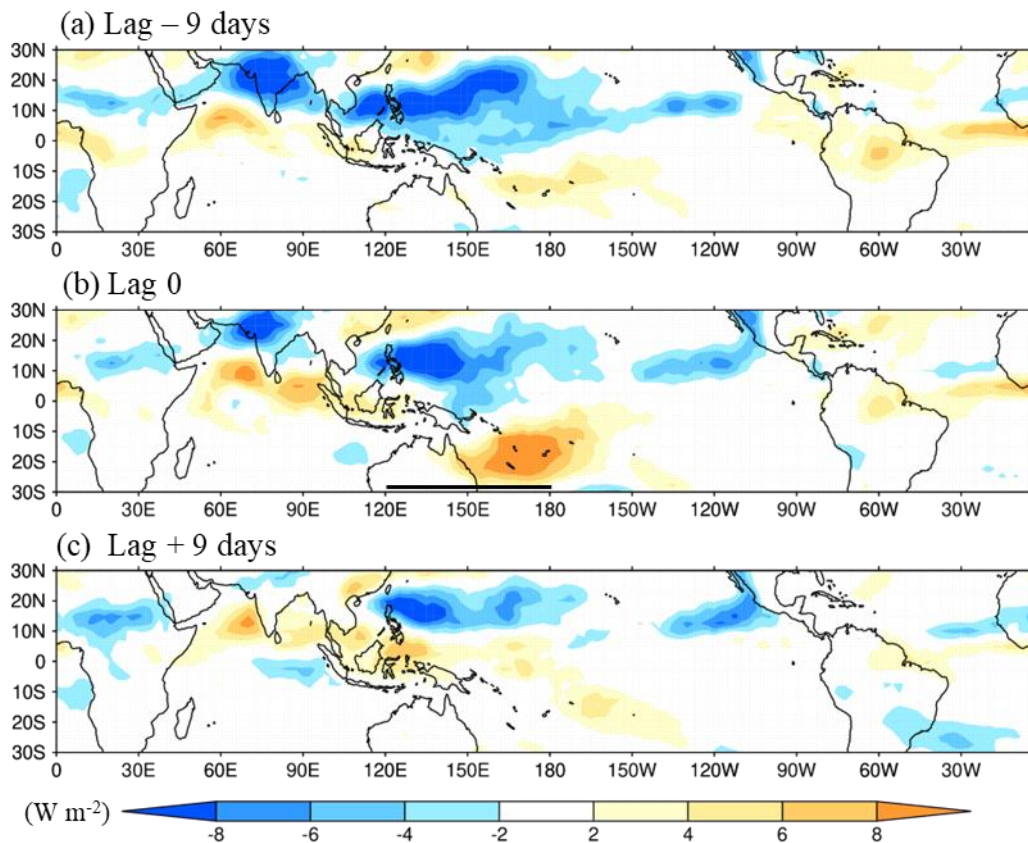 (a) Lag – 9 days
30N
20N
10N
0
10S
20S
30S
0 30E 60E 90E 120E 150E 180 150W 120W 90W 60W 30W
(b) Lag 0
30N
20N
10N
0
10S
20S
30S
0 30E 60E 90E 120E 150E 180 150W 120W 90W 60W 30W
(c) Lag + 9 days
30N
20N
10N
0
10S
20S
30S
0 30E 60E 90E 120E 150E 180 150W 120W 90W 60W 30W
(W m-2)
-8 -6 -4 -2 2 4 6 8